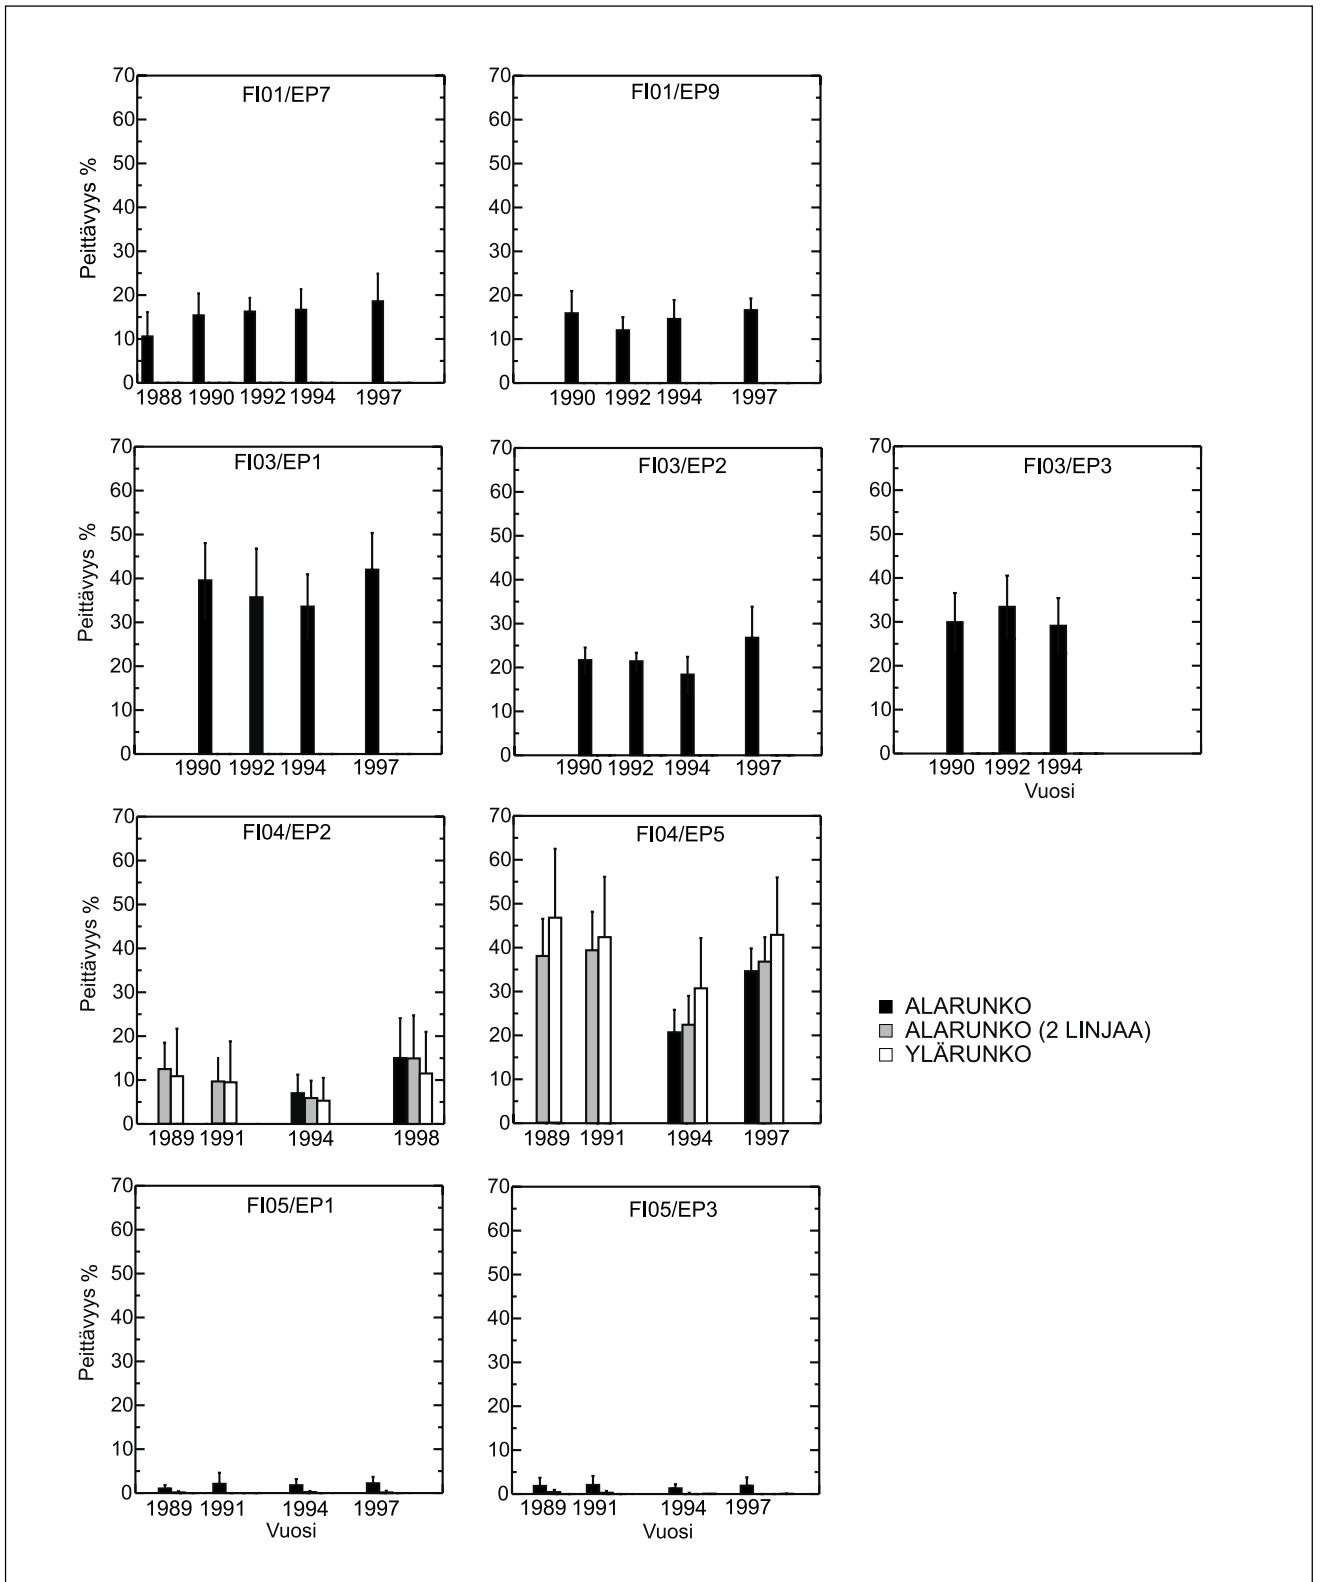 FI01/EP7
Peittävyys %
70
60
50
40
30
20
10
0
1988 1990 1992 1994 1997
FI01/EP9
70
60
50
40
30
20
10
0
1990 1992 1994 1997
FI03/EP1
Peittävyys %
70
60
50
40
30
20
10
0
1990 1992 1994 1997
FI03/EP2
70
60
50
40
30
20
10
0
1990 1992 1994 1997
FI03/EP3
70
60
50
40
30
20
10
0
1990 1992 1994
Vuosi
FI04/EP2
Peittävyys %
70
60
50
40
30
20
10
0
1989 1991 1994 1998
FI04/EP5
70
60
50
40
30
20
10
0
1989 1991 1994 1997
ALARUNKO
ALARUNKO (2 LINJAA)
YLÄRUNKO
FI05/EP1
Peittävyys %
70
60
50
40
30
20
10
0
1989 1991 1994 1997
Vuosi
FI05/EP3
70
60
50
40
30
20
10
0
1989 1991 1994 1997
Vuosi